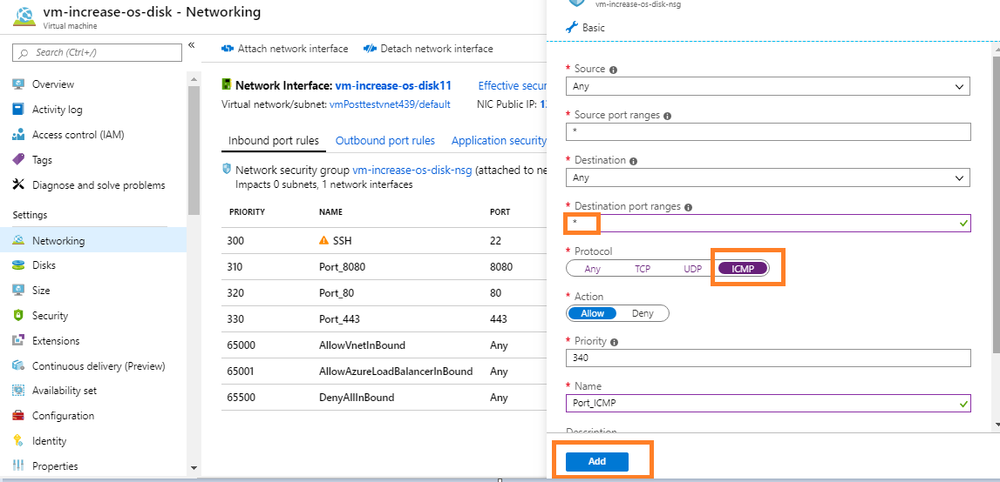 vm-increase-os-disk - Networking
Virtual machine
Search (Ctrl+/)
«
Overview
Activity log
Access control (IAM)
Tags
Diagnose and solve problems
Settings
Networking
Disks
Size
Security
Extensions
Continuous delivery (Preview)
Availability set
Configuration
Identity
Properties
Attach network interface Detach network interface
Network Interface: vm-increase-os-disk11 Effective secur
Virtual network/subnet: vmPosttestvnet439/default NIC Public IP: 1
Inbound port rules Outbound port rules Application security
Network security group vm-increase-os-disk-nsg (attached to ne
Impacts 0 subnets, 1 network interfaces
PRIORITY NAME PORT
300 SSH 22
310 Port_8080 8080
320 Port_80 80
330 Port_443 443
65000 AllowVnetInBound Any
65001 AllowAzureLoadBalancerInBound Any
65500 DenyAllInBound Any
vm-increase-os-disk-nsg
Basic
* Source
Any
* Source port ranges
*
* Destination
Any
* Destination port ranges
*
* Protocol
Any TCP UDP ICMP
* Action
Allow Deny
* Priority
340
* Name
Port_ICMP
Description
Add